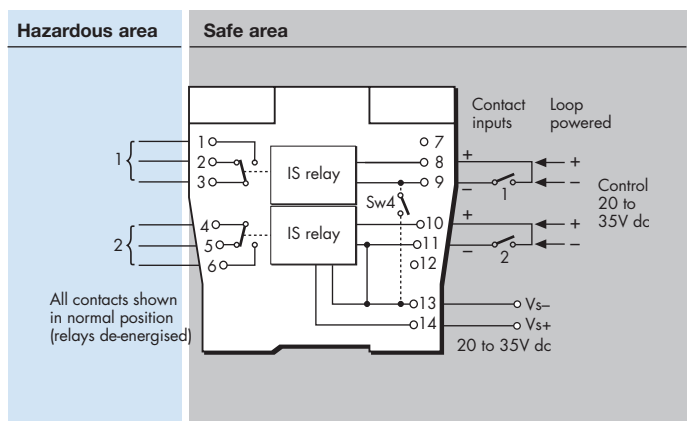 Hazardous area
Safe area
Contact
inputs
Loop
powered
1
1
2
3
IS relay
7
8
9
+
–
1
+
–
Control
20 to
35V dc
Sw4
2
4
5
6
IS relay
10
11
12
+
–
2
+
–
All contacts shown
in normal position
(relays de-energised)
13
Vs–
14
Vs+
20 to 35V dc